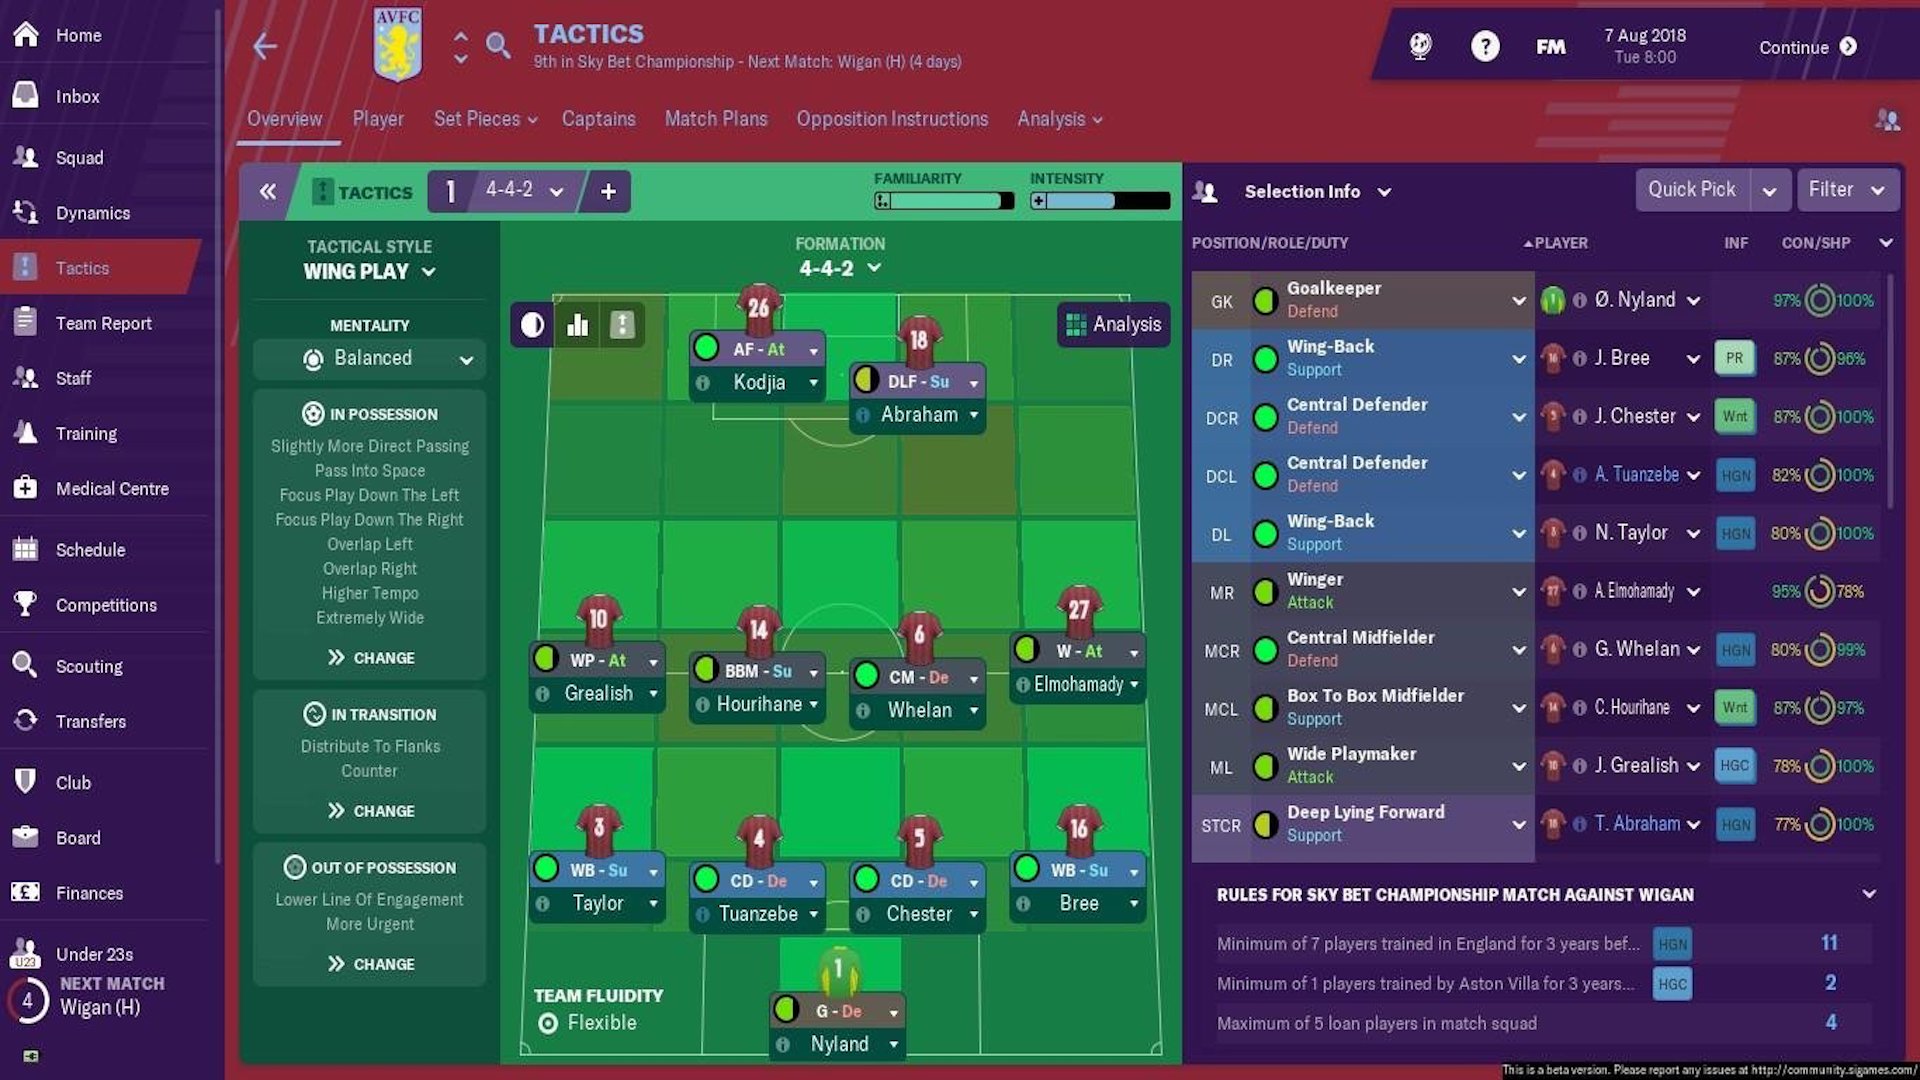 Home
Inbox
Squad
Dynamics
Tactics
Team Report
Staff
Training
Medical Centre
Schedule
Competitions
Scouting
Transfers
Club
Board
Finances
U23
Under 23s
4
NEXT MATCH
Wigan (H)
AVFC
TACTICS
9th in Sky Bet Championship - Next Match: Wigan (H) (4 days)
?
FM
7 Aug 2018
Tue 8:00
Continue
Overview
Player
Set Pieces
Captains
Match Plans
Opposition Instructions
Analysis
TACTICS
1
4-4-2
+
FAMILIARITY
INTENSITY
TACTICAL STYLE
WING PLAY
MENTALITY
Balanced
IN POSSESSION
Slightly More Direct Passing
Pass Into Space
Focus Play Down The Left
Focus Play Down The Right
Overlap Left
Overlap Right
Higher Tempo
Extremely Wide
CHANGE
IN TRANSITION
Distribute To Flanks
Counter
CHANGE
OUT OF POSSESSION
Lower Line Of Engagement
More Urgent
CHANGE
FORMATION
4-4-2
Analysis
26
AF - At
Kodjia
18
DLF - Su
Abraham
10
WP - At
Grealish
14
BBM - Su
Hourihane
6
CM - De
Whelan
27
W - At
Elmohamady
3
WB - Su
Taylor
4
CD - De
Tuanzebe
5
CD - De
Chester
16
WB - Su
Bree
1
G - De
Nyland
TEAM FLUIDITY
Flexible
Selection Info
Quick Pick
Filter
POSITION/ROLE/DUTY PLAYER INF CON/SHP
GK Goalkeeper Defend 1 Ø. Nyland 97% 100%
DR Wing-Back Support 16 J. Bree PR 87% 96%
DCR Central Defender Defend 5 J. Chester Wnt 87% 100%
DCL Central Defender Defend 4 A. Tuanzebe HGN 82% 100%
DL Wing-Back Support 3 N. Taylor HGN 80% 100%
MR Winger Attack 27 A. Elmohamady 95% 78%
MCR Central Midfielder Defend 6 G. Whelan HGN 80% 99%
MCL Box To Box Midfielder Support 14 C. Hourihane Wnt 87% 97%
ML Wide Playmaker Attack 10 J. Grealish HGC 78% 100%
STCR Deep Lying Forward Support 18 T. Abraham HGN 77% 100%
RULES FOR SKY BET CHAMPIONSHIP MATCH AGAINST WIGAN
Minimum of 7 players trained in England for 3 years bef... HGN 11
Minimum of 1 players trained by Aston Villa for 3 years... HGC 2
Maximum of 5 loan players in match squad 4
This is a beta version. Please report any issues at http://community.sigames.com/